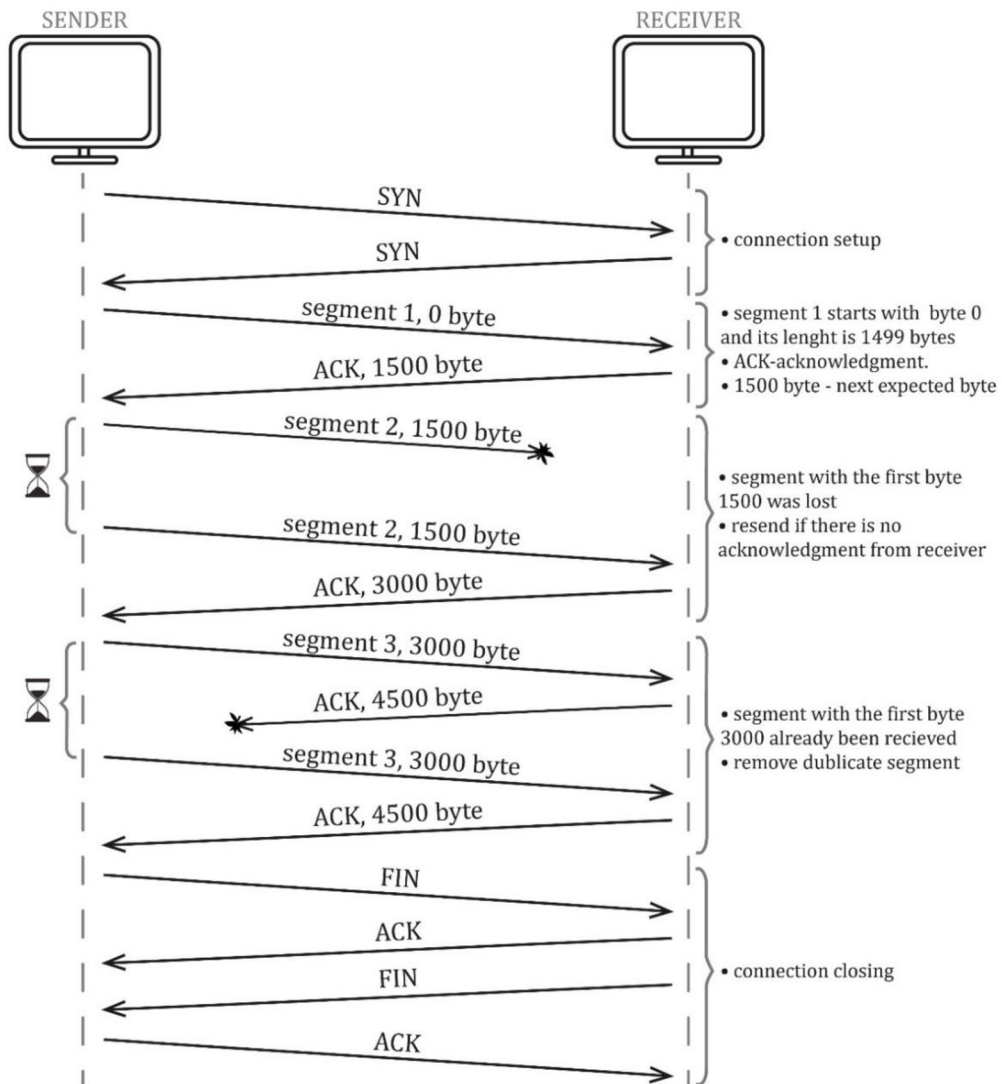 SENDER
RECEIVER
SYN
SYN
• connection setup
segment 1, 0 byte
ACK, 1500 byte
• segment 1 starts with byte 0
and its lenght is 1499 bytes
• ACK-acknowledgment.
• 1500 byte - next expected byte
segment 2, 1500 byte
segment 2, 1500 byte
ACK, 3000 byte
• segment with the first byte
1500 was lost
• resend if there is no
acknowledgment from receiver
segment 3, 3000 byte
ACK, 4500 byte
segment 3, 3000 byte
ACK, 4500 byte
• segment with the first byte
3000 already been recieved
• remove dublicate segment
FIN
ACK
FIN
ACK
• connection closing